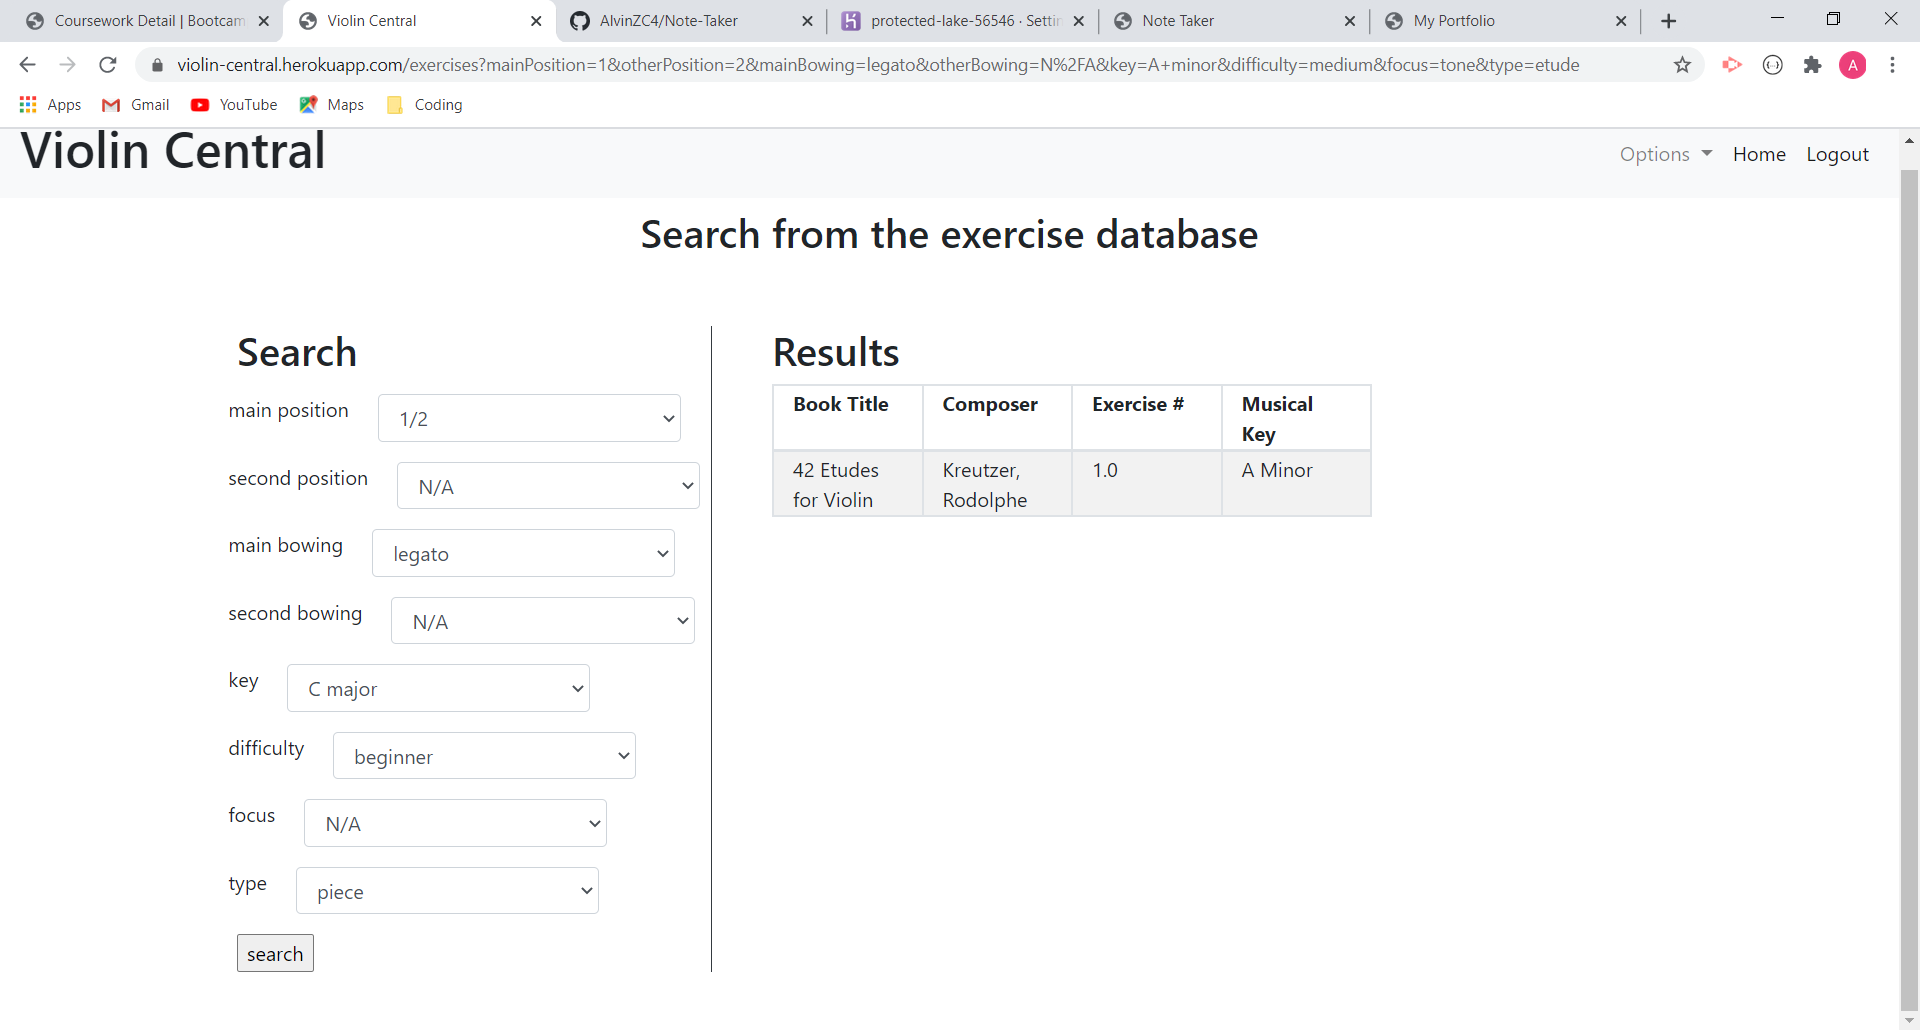 Coursework Detail | Bootcam
Violin Central
AlvinZC4/Note-Taker
protected-lake-56546 · Settin
Note Taker
My Portfolio
violin-central.herokuapp.com/exercises?mainPosition=1&otherPosition=2&mainBowing=legato&otherBowing=N%2FA&key=A+minor&difficulty=medium&focus=tone&type=etude
A
Apps
Gmail
YouTube
Maps
Coding
Violin Central
Options
Home
Logout
Search from the exercise database
Search
main position
1/2
second position
N/A
main bowing
legato
second bowing
N/A
key
C major
difficulty
beginner
focus
N/A
type
piece
search
Results
Book Title
Composer
Exercise #
Musical
Key
42 Etudes
for Violin
Kreutzer,
Rodolphe
1.0
A Minor